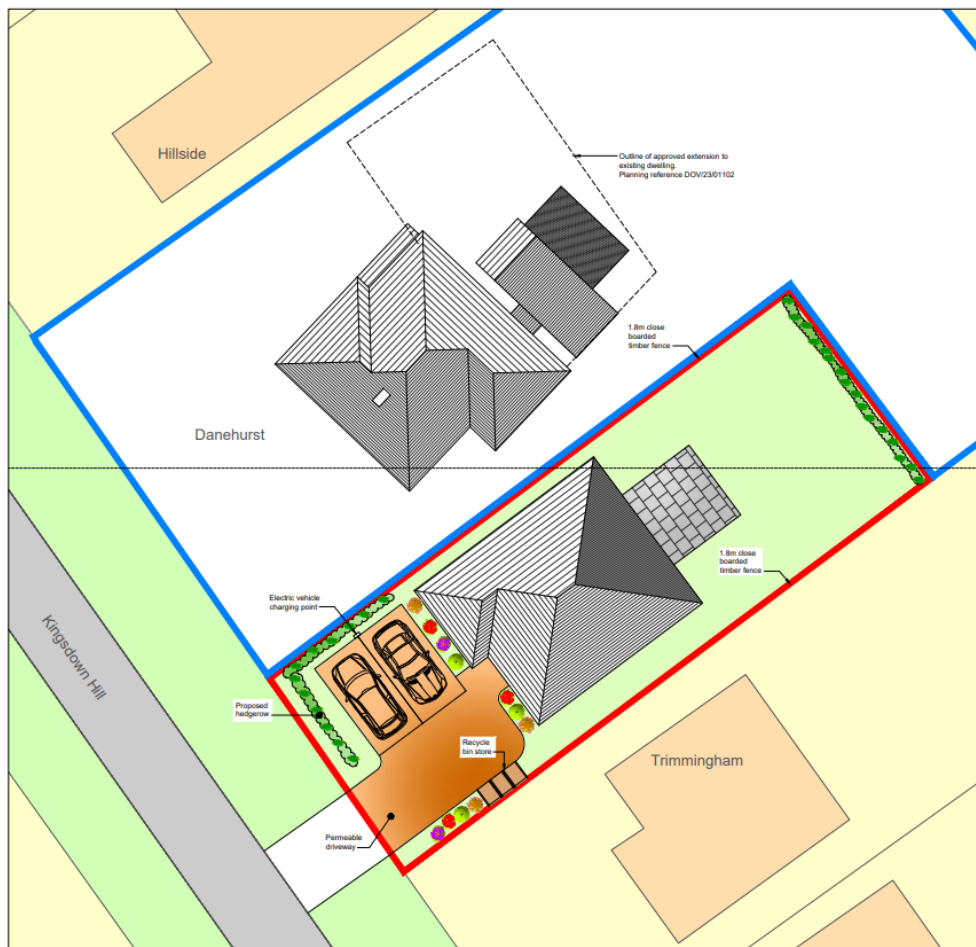 Hillside
Outline of approved extension to
existing dwelling.
Planning reference DOV/23/01102
1.8m close
boarded
timber fence
Danehurst
1.8m close
boarded
timber fence
Electric vehicle
charging point
Kingsdown Hill
Proposed
hedgerow
Recycle
bin store
Trimmingham
Permeable
driveway